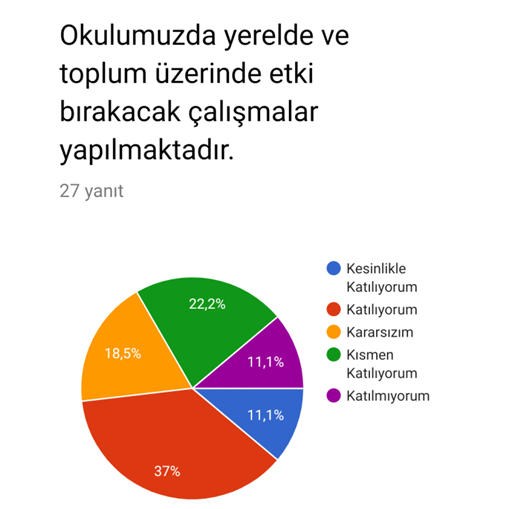 Okulumuzda yerelde ve
toplum üzerinde etki
bırakacak çalışmalar
yapılmaktadır.
27 yanıt
Kesinlikle
Katılıyorum
Katılıyorum
Kararsızım
Kısmen
Katılıyorum
Katılmıyorum
22,2%
18,5%
11,1%
11,1%
37%